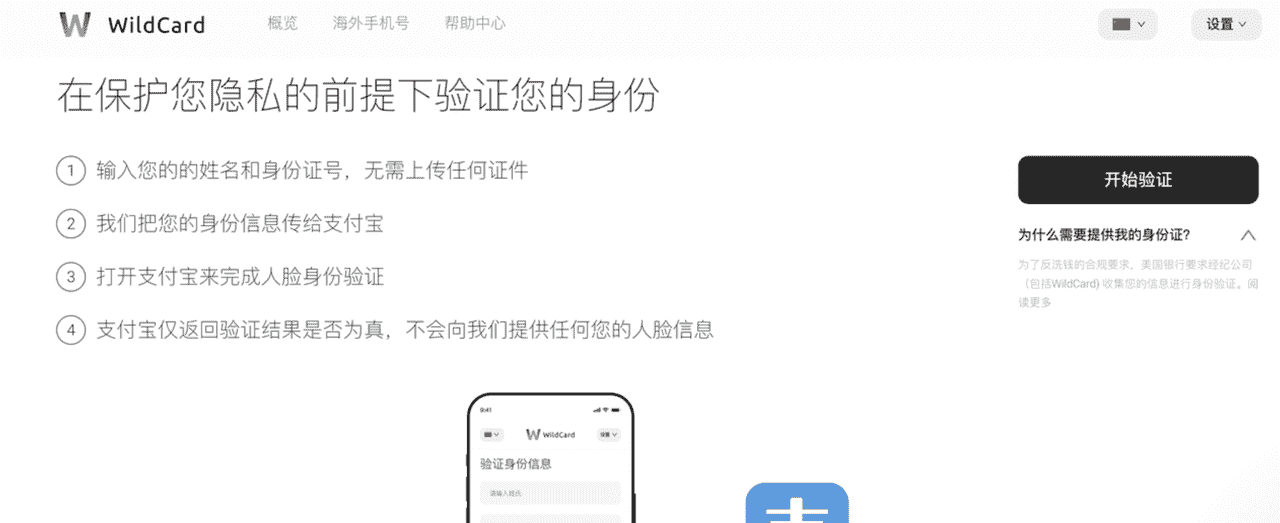 WildCard 概览 海外手机号 帮助中心 设置
在保护您隐私的前提下验证您的身份
1 输入您的的姓名和身份证号，无需上传任何证件
2 我们把您的身份信息传给支付宝
3 打开支付宝来完成人脸身份验证
4 支付宝仅返回验证结果是否为真，不会向我们提供任何您的人脸信息
开始验证
为什么需要提供我的身份证?
为了反洗钱的合规要求，美国银行要求经纪公司
（包括WildCard) 收集您的信息进行身份验证。阅
读更多
9:41
WildCard 设置
验证身份信息
请输入姓氏